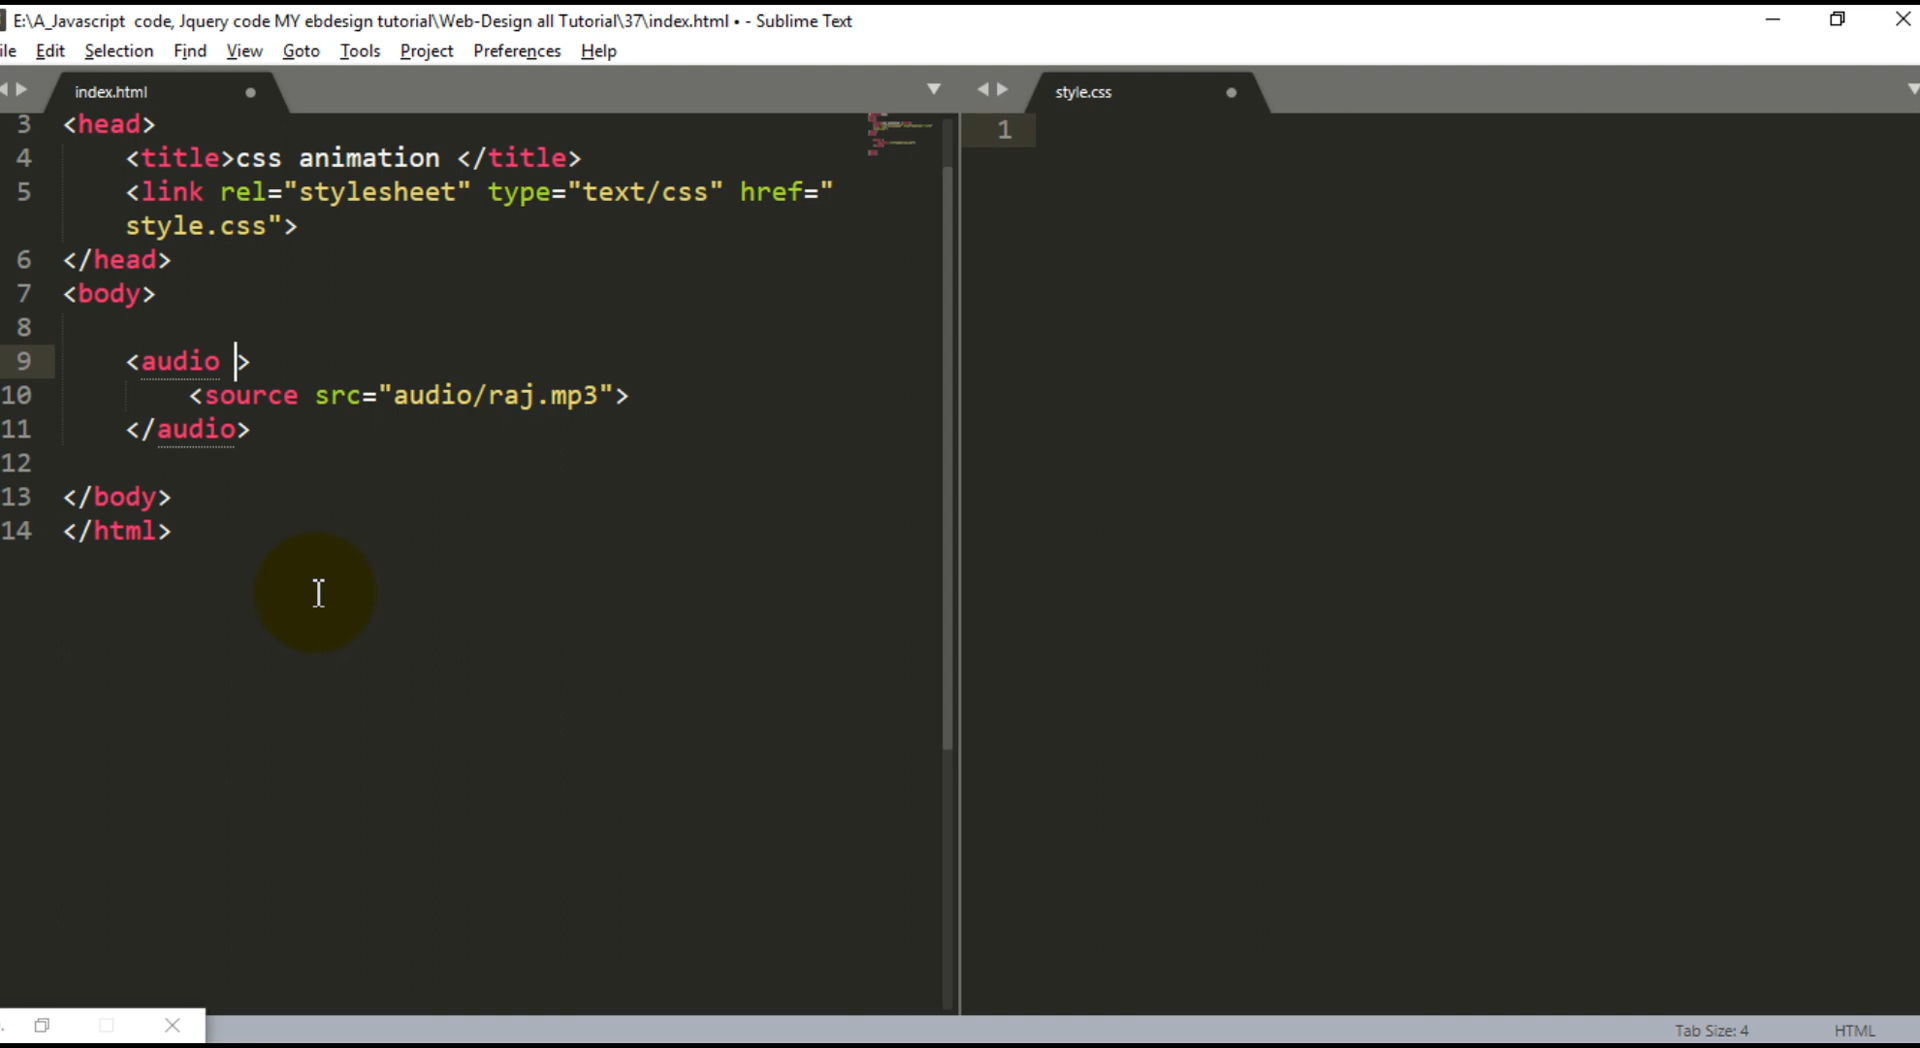 E:\A_Javascript  code, Jquery code MY ebdesign tutorial\Web-Design all Tutorial\37\index.html • - Sublime Text
ile Edit Selection Find View Goto Tools Project Preferences Help
index.html
style.css
3 <head>
4 <title>css animation </title>
5 <link rel="stylesheet" type="text/css" href="
style.css">
6 </head>
7 <body>
8
9 <audio >
10 <source src="audio/raj.mp3">
11 </audio>
12
13 </body>
14 </html>
1
Tab Size: 4 HTML